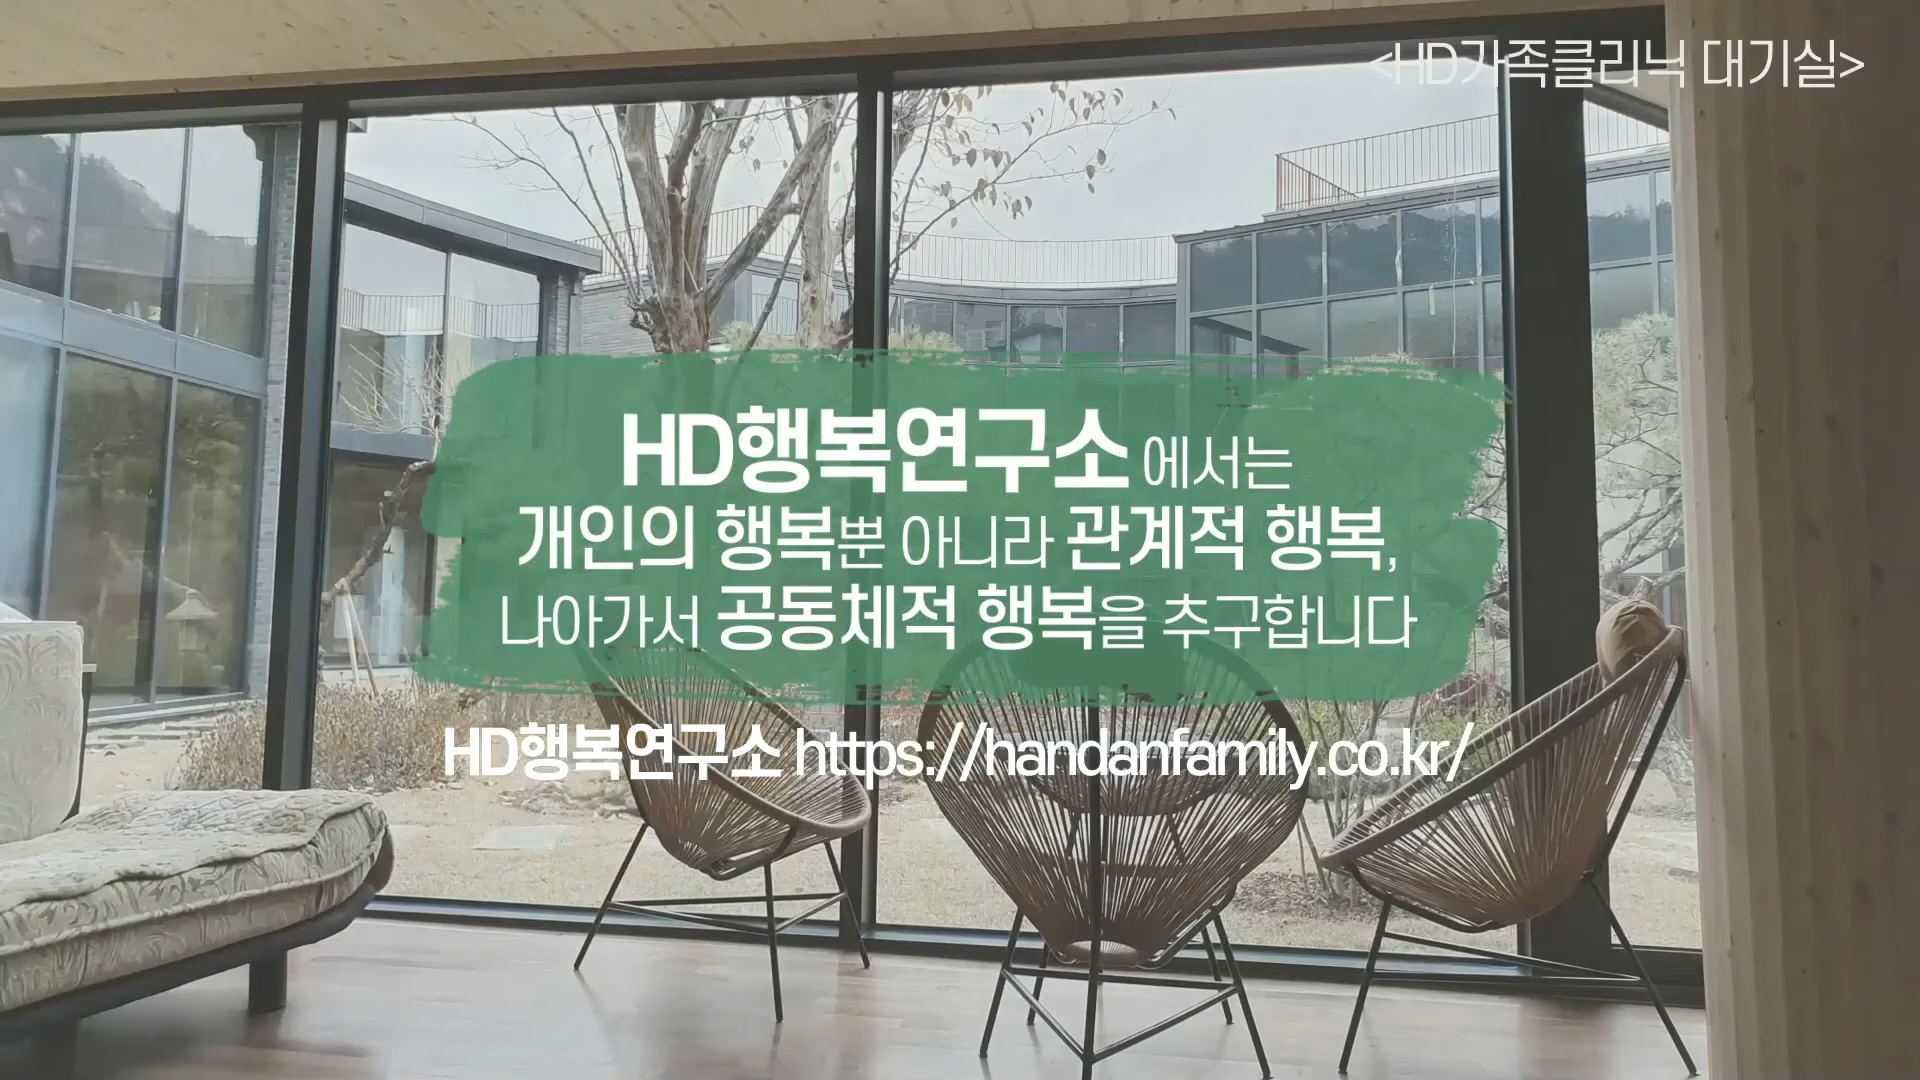 <HD가족클리닉 대기실>
HD행복연구소 에서는
개인의 행복뿐 아니라 관계적 행복,
나아가서 공동체적 행복을 추구합니다
HD행복연구소 https://handanfamily.co.kr/